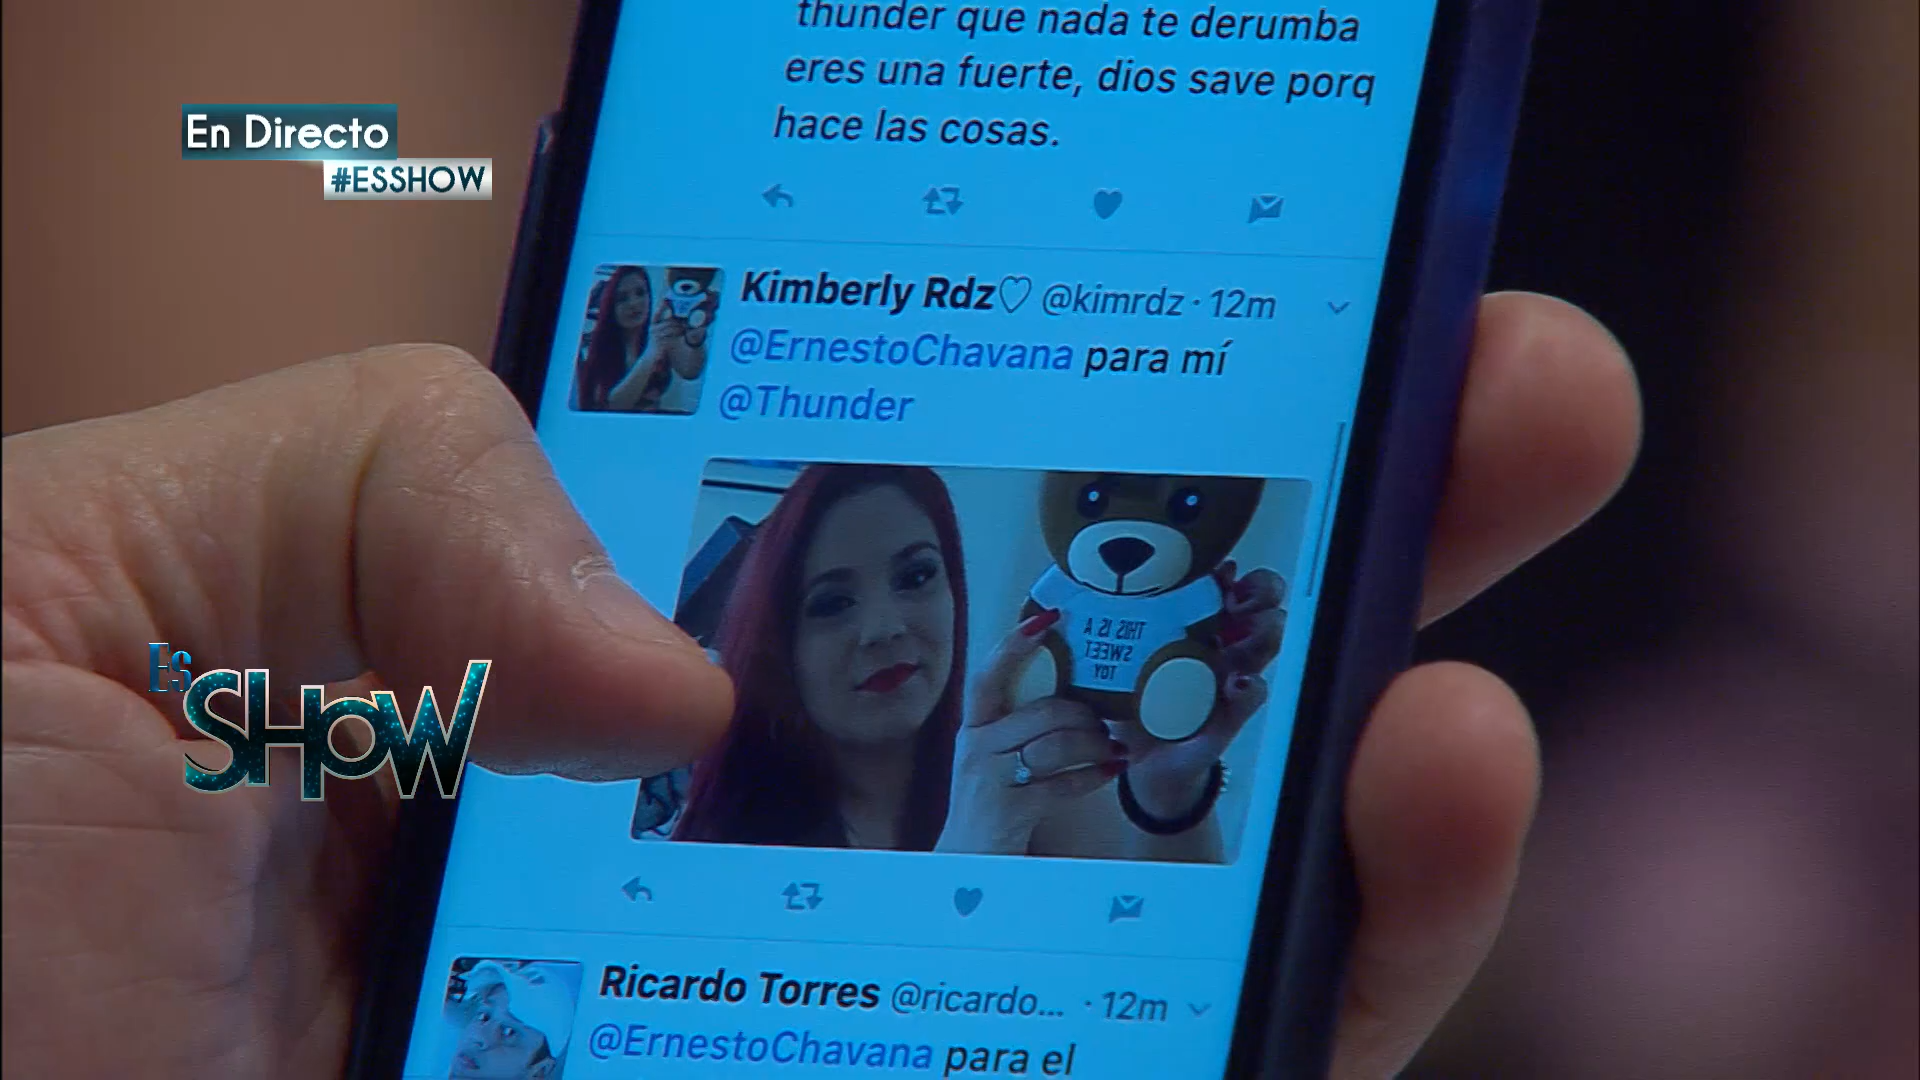 thunder que nada te derumba
eres una fuerte, dios save porq
hace las cosas.
En Directo
#ESSHOW
Kimberly Rdz♡ @kimrdz · 12m
@ErnestoChavana para mí
@Thunder
THIS IS A
SWEET
TOY
Es
SHOW
Ricardo Torres @ricardo... · 12m
@ErnestoChavana para el